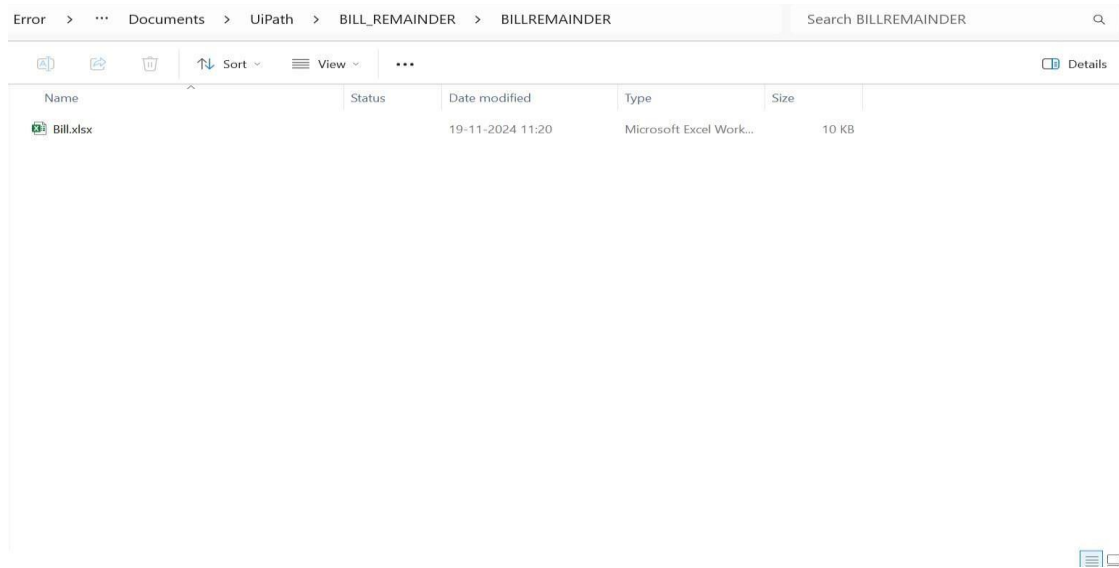 Error > ... Documents > UiPath > BILL_REMAINDER > BILLREMAINDER Search BILLREMAINDER
Sort View ... Details
Name Status Date modified Type Size
Bill.xlsx 19-11-2024 11:20 Microsoft Excel Work... 10 KB